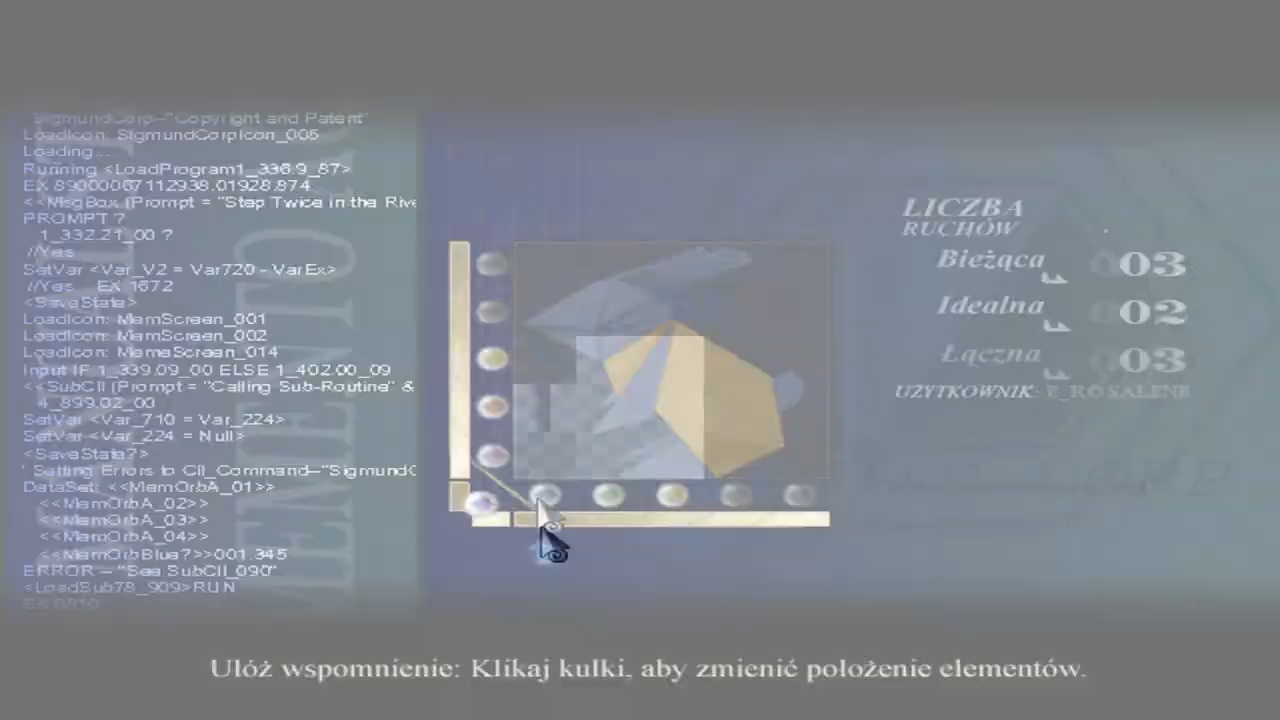 SigmundCorp--"Copyright and Patent"
LoadIcon: SigmundCorpIcon_005
Loading...
Running <LoadProgram1_336.9_87>
EX 89000067112938.01928.874
<<MsgBox (Prompt = "Step Twice in the Rive
PROMPT ?
1_332.21_00 ?
//Yes
SetVar <Var_V2 = Var720 - VarEx>
//Yes EX 1672
<SaveState>
LoadIcon: MemScreen_001
LoadIcon: MemScreen_002
LoadIcon: MemeScreen_014
Input IF 1_339.09_00 ELSE 1_402.00_09
<<SubCll (Prompt = "Calling Sub-Routine" &
4_899.02_00
SetVar <Var_710 = Var_224>
SetVar <Var_224 = Null>
<SaveState?>
' Setting Errors to Cll_Command--"SigmundC
DataSet: <<MemOrbA_01>>
<<MemOrbA_02>>
<<MemOrbA_03>>
<<MemOrbA_04>>
<<MemOrbBlue?>>001.345
ERROR -- "See SubCll_090"
<LoadSub78_909>RUN
MEMENTO
LICZBA
RUCHÓW
Bieżąca 03
Idealna 02
Łączna 03
UŻYTKOWNIK: E_ROSALENE
Ułóż wspomnienie: Klikaj kulki, aby zmienić położenie elementów.